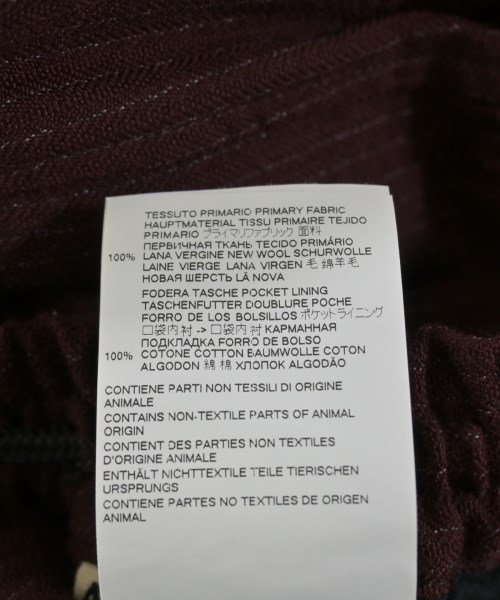 TESSUTO PRIMARIO PRIMARY FABRIC
HAUPTMATERIAL TISSU PRIMAIRE TEJIDO
PRIMARIO プライマリファブリック 面料
ПЕРВИЧНАЯ ТКАНЬ TECIDO PRIMÁRIO
100% LANA VERGINE NEW WOOL SCHURWOLLE
LAINE VIERGE LANA VIRGEN 毛 绵羊毛
НОВАЯ ШЕРСТЬ LÃ NOVA
FODERA TASCHE POCKET LINING
TASCHENFUTTER DOUBLURE POCHE
FORRO DE LOS BOLSILLOS ポケットライニング
口袋内衬 -> 口袋内衬 КАРМАННАЯ
ПОДКЛАДКА FORRO DE BOLSO
100% COTONE COTTON BAUMWOLLE COTON
ALGODON 綿 棉 ХЛОПОК ALGODÃO
CONTIENE PARTI NON TESSILI DI ORIGINE
ANIMALE
CONTAINS NON-TEXTILE PARTS OF ANIMAL
ORIGIN
CONTIENT DES PARTIES NON TEXTILES
D'ORIGINE ANIMALE
ENTHÄLT NICHTTEXTILE TEILE TIERISCHEN
URSPRUNGS
CONTIENE PARTES NO TEXTILES DE ORIGEN
ANIMAL